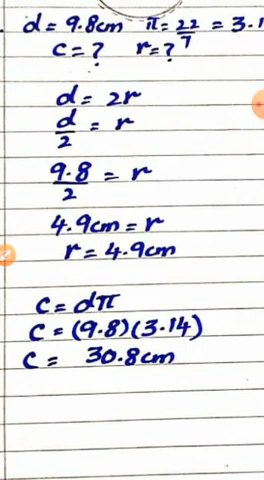 d = 9.8cm π = 22/7 = 3.1
c = ? r = ?
d = 2r
d/2 = r
9.8/2 = r
4.9cm = r
r = 4.9cm
c = dπ
c = (9.8)(3.14)
c = 30.8cm